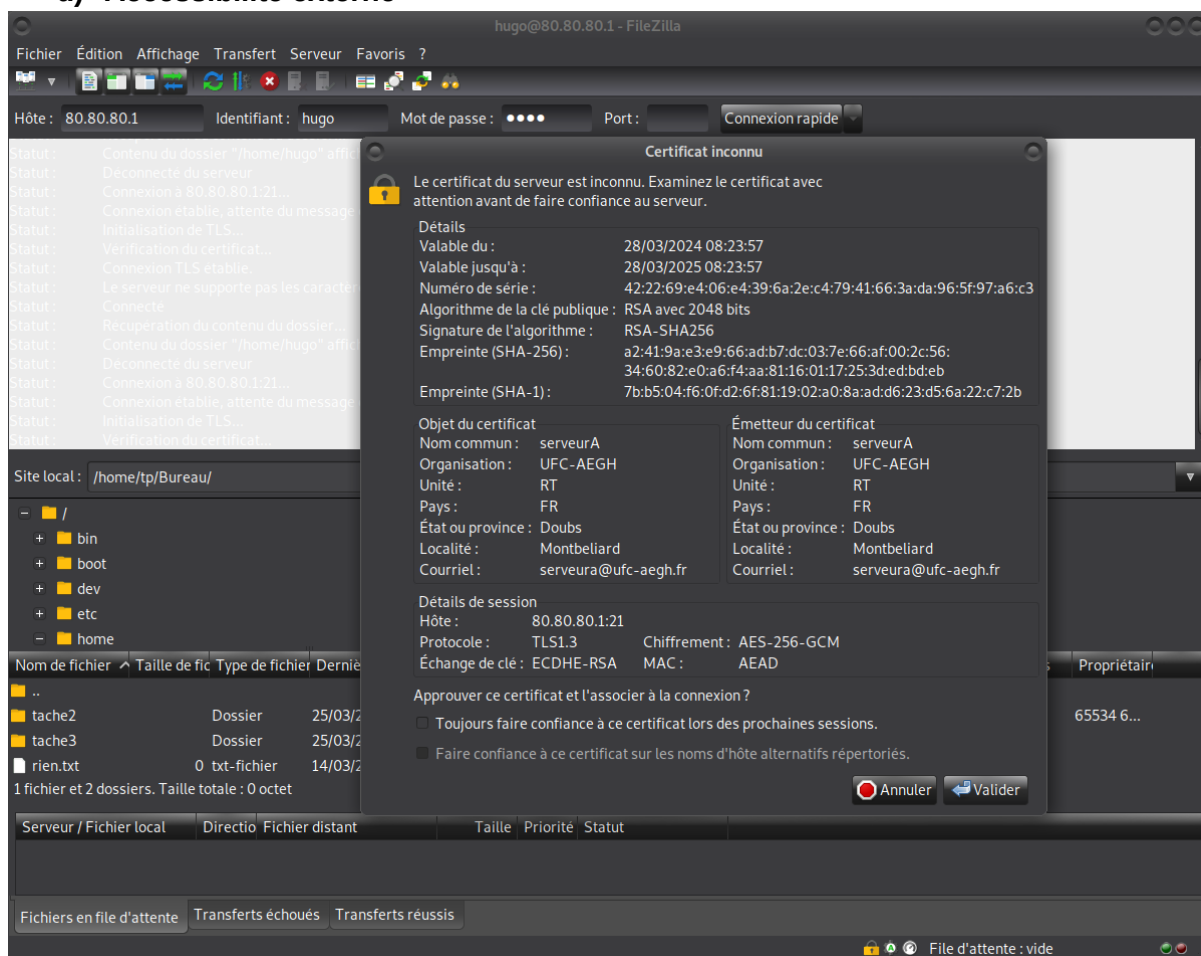 a) Accessibilité externe
hugo@80.80.80.1 - FileZilla
Fichier Édition Affichage Transfert Serveur Favoris ?
Hôte : 80.80.80.1 Identifiant : hugo Mot de passe : ●●●● Port : Connexion rapide
Statut : Contenu du dossier "/home/hugo" affic
Statut : Déconnecté du serveur
Statut : Connexion à 80.80.80.1:21...
Statut : Connexion établie, attente du message
Statut : Initialisation de TLS...
Statut : Vérification du certificat...
Statut : Connexion TLS établie.
Statut : Le serveur ne supporte pas les caractèr
Statut : Connecté
Statut : Récupération du contenu du dossier...
Statut : Contenu du dossier "/home/hugo" affic
Statut : Déconnecté du serveur
Statut : Connexion à 80.80.80.1:21...
Statut : Connexion établie, attente du message
Statut : Initialisation de TLS...
Statut : Vérification du certificat...
Site local : /home/tp/Bureau/
/
bin
boot
dev
etc
home
Nom de fichier Taille de fic Type de fichier Derniè
..
tache2 Dossier 25/03/2
tache3 Dossier 25/03/2
rien.txt 0 txt-fichier 14/03/2
1 fichier et 2 dossiers. Taille totale : 0 octet
Propriétair
65534 6...
Certificat inconnu
Le certificat du serveur est inconnu. Examinez le certificat avec
attention avant de faire confiance au serveur.
Détails
Valable du : 28/03/2024 08:23:57
Valable jusqu'à : 28/03/2025 08:23:57
Numéro de série : 42:22:69:e4:06:e4:39:6a:2e:c4:79:41:66:3a:da:96:5f:97:a6:c3
Algorithme de la clé publique : RSA avec 2048 bits
Signature de l'algorithme : RSA-SHA256
Empreinte (SHA-256) : a2:41:9a:e3:e9:66:ad:b7:dc:03:7e:66:af:00:2c:56:
34:60:82:e0:a6:f4:aa:81:16:01:17:25:3d:ed:bd:eb
Empreinte (SHA-1) : 7b:b5:04:f6:0f:d2:6f:81:19:02:a0:8a:ad:d6:23:d5:6a:22:c7:2b
Objet du certificat
Nom commun : serveurA
Organisation : UFC-AEGH
Unité : RT
Pays : FR
État ou province : Doubs
Localité : Montbeliard
Courriel : serveura@ufc-aegh.fr
Émetteur du certificat
Nom commun : serveurA
Organisation : UFC-AEGH
Unité : RT
Pays : FR
État ou province : Doubs
Localité : Montbeliard
Courriel : serveura@ufc-aegh.fr
Détails de session
Hôte : 80.80.80.1:21
Protocole : TLS1.3 Chiffrement : AES-256-GCM
Échange de clé : ECDHE-RSA MAC : AEAD
Approuver ce certificat et l'associer à la connexion ?
Toujours faire confiance à ce certificat lors des prochaines sessions.
Faire confiance à ce certificat sur les noms d'hôte alternatifs répertoriés.
Annuler Valider
Serveur / Fichier local Directio Fichier distant Taille Priorité Statut
Fichiers en file d'attente Transferts échoués Transferts réussis
File d'attente : vide